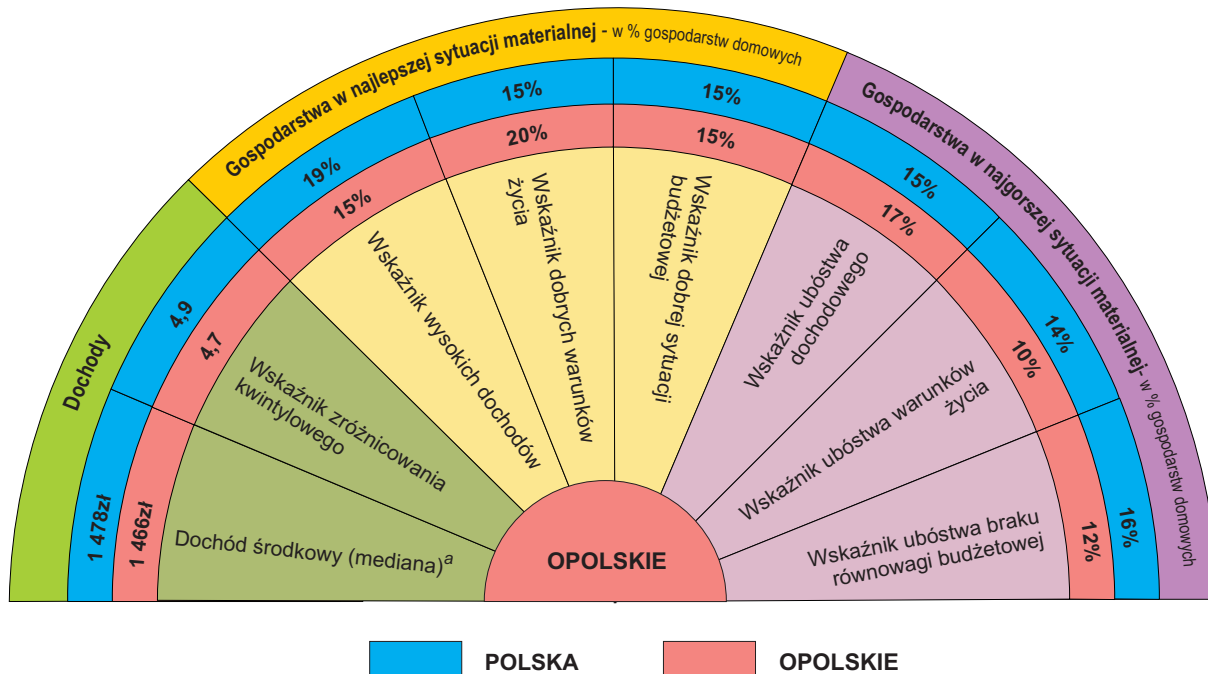 Dochody
Gospodarstwa w najlepszej sytuacji materialnej - w % gospodarstw domowych
Gospodarstwa w najgorszej sytuacji materialnej- w % gospodarstw domowych
1 478zł
4,9
19%
15%
15%
15%
14%
16%
1 466zł
4,7
15%
20%
15%
17%
10%
12%
Dochód środkowy (mediana)a
Wskaźnik zróżnicowania
kwintylowego
Wskaźnik wysokich dochodów
Wskaźnik dobrych warunków
życia
Wskaźnik dobrej sytuacji
budżetowej
Wskaźnik ubóstwa
dochodowego
Wskaźnik ubóstwa warunków
życia
Wskaźnik ubóstwa braku
równowagi budżetowej
OPOLSKIE
POLSKA
OPOLSKIE